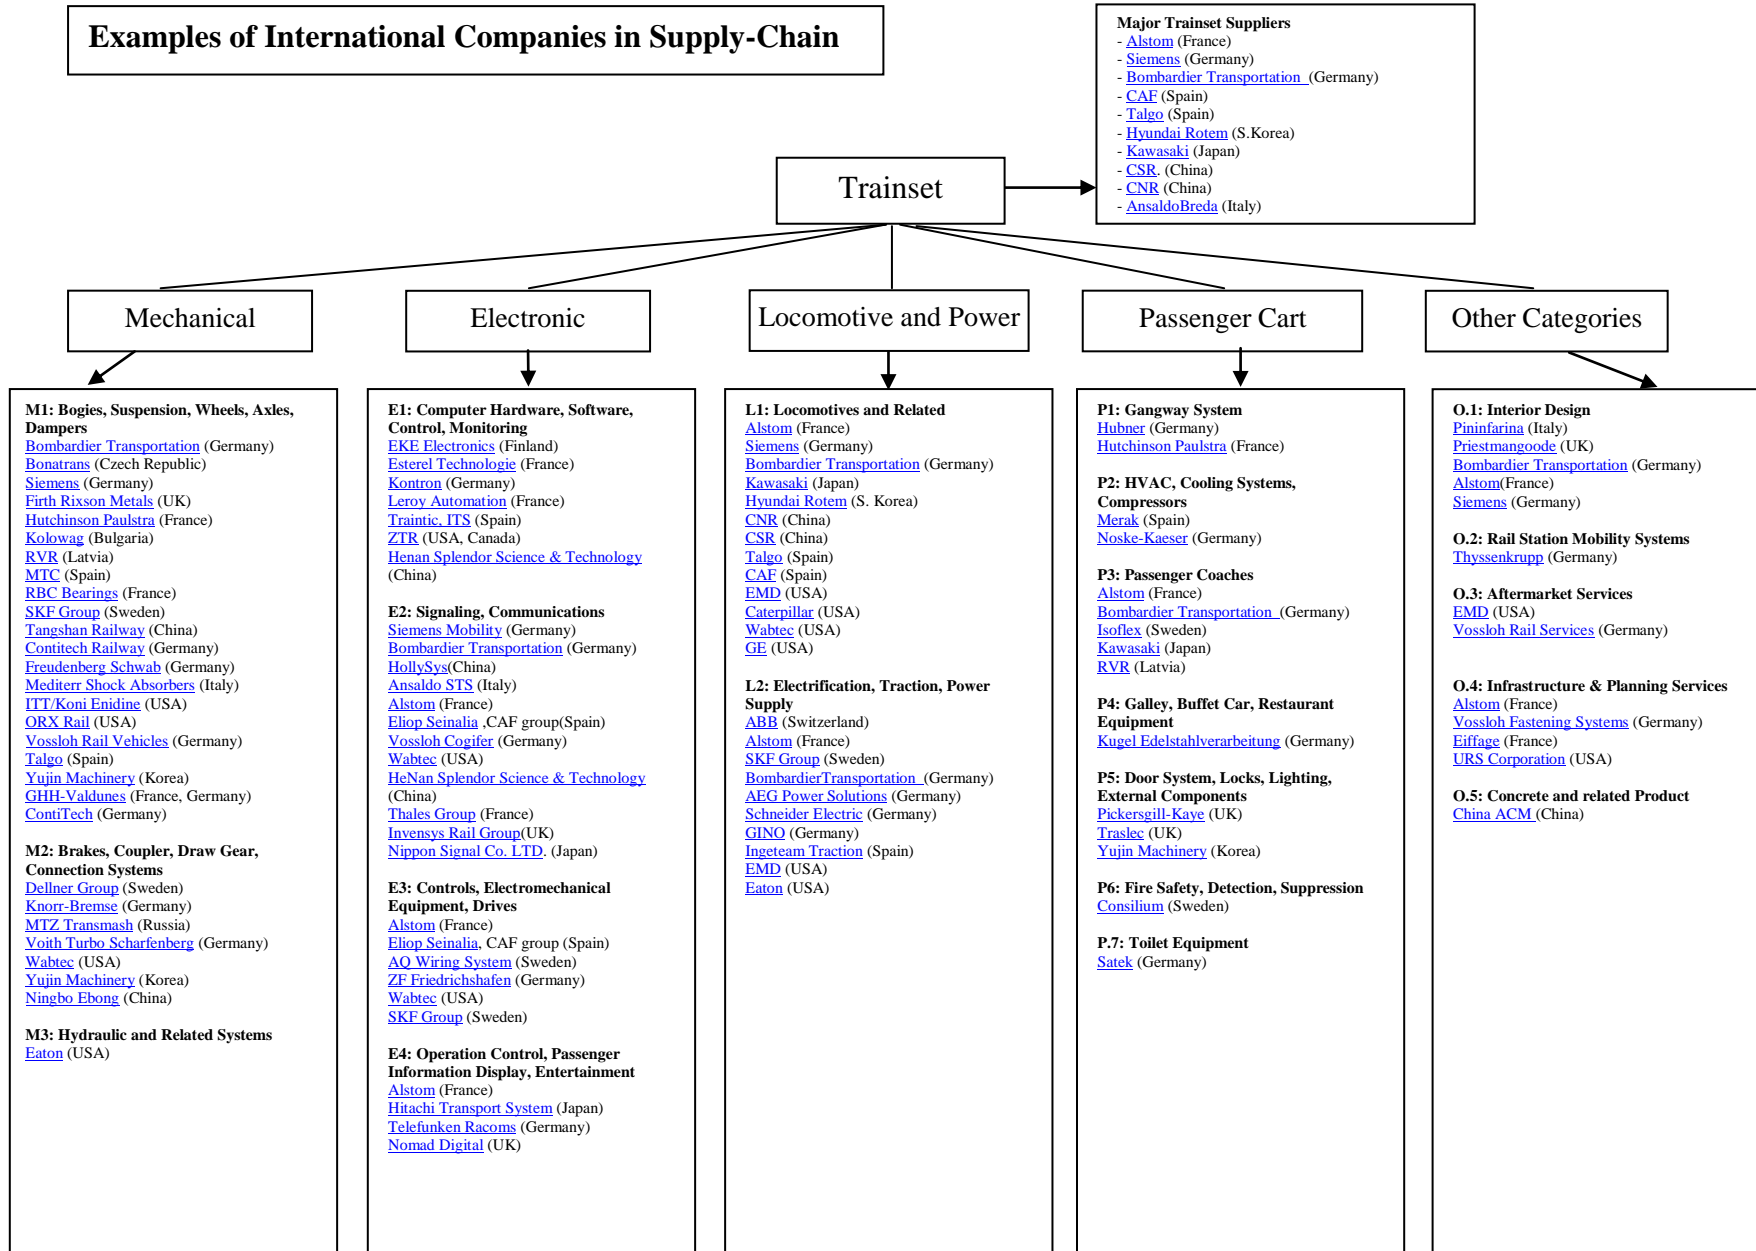 Examples of International Companies in Supply-Chain
Major Trainset Suppliers
- Alstom (France)
- Siemens (Germany)
- Bombardier Transportation (Germany)
- CAF (Spain)
- Talgo (Spain)
- Hyundai Rotem (S.Korea)
- Kawasaki (Japan)
- CSR. (China)
- CNR (China)
- AnsaldoBreda (Italy)
Trainset
Mechanical
Electronic
Locomotive and Power
Passenger Cart
Other Categories
M1: Bogies, Suspension, Wheels, Axles,
Dampers
Bombardier Transportation (Germany)
Bonatrans (Czech Republic)
Siemens (Germany)
Firth Rixson Metals (UK)
Hutchinson Paulstra (France)
Kolowag (Bulgaria)
RVR (Latvia)
MTC (Spain)
RBC Bearings (France)
SKF Group (Sweden)
Tangshan Railway (China)
Contitech Railway (Germany)
Freudenberg Schwab (Germany)
Mediterr Shock Absorbers (Italy)
ITT/Koni Enidine (USA)
ORX Rail (USA)
Vossloh Rail Vehicles (Germany)
Talgo (Spain)
Yujin Machinery (Korea)
GHH-Valdunes (France, Germany)
ContiTech (Germany)
M2: Brakes, Coupler, Draw Gear,
Connection Systems
Dellner Group (Sweden)
Knorr-Bremse (Germany)
MTZ Transmash (Russia)
Voith Turbo Scharfenberg (Germany)
Wabtec (USA)
Yujin Machinery (Korea)
Ningbo Ebong (China)
M3: Hydraulic and Related Systems
Eaton (USA)
E1: Computer Hardware, Software,
Control, Monitoring
EKE Electronics (Finland)
Esterel Technologie (France)
Kontron (Germany)
Leroy Automation (France)
Traintic, ITS (Spain)
ZTR (USA, Canada)
Henan Splendor Science & Technology
(China)
E2: Signaling, Communications
Siemens Mobility (Germany)
Bombardier Transportation (Germany)
HollySys(China)
Ansaldo STS (Italy)
Alstom (France)
Eliop Seinalia ,CAF group(Spain)
Vossloh Cogifer (Germany)
Wabtec (USA)
HeNan Splendor Science & Technology
(China)
Thales Group (France)
Invensys Rail Group(UK)
Nippon Signal Co. LTD. (Japan)
E3: Controls, Electromechanical
Equipment, Drives
Alstom (France)
Eliop Seinalia, CAF group (Spain)
AQ Wiring System (Sweden)
ZF Friedrichshafen (Germany)
Wabtec (USA)
SKF Group (Sweden)
E4: Operation Control, Passenger
Information Display, Entertainment
Alstom (France)
Hitachi Transport System (Japan)
Telefunken Racoms (Germany)
Nomad Digital (UK)
L1: Locomotives and Related
Alstom (France)
Siemens (Germany)
Bombardier Transportation (Germany)
Kawasaki (Japan)
Hyundai Rotem (S. Korea)
CNR (China)
CSR (China)
Talgo (Spain)
CAF (Spain)
EMD (USA)
Caterpillar (USA)
Wabtec (USA)
GE (USA)
L2: Electrification, Traction, Power
Supply
ABB (Switzerland)
Alstom (France)
SKF Group (Sweden)
BombardierTransportation (Germany)
AEG Power Solutions (Germany)
Schneider Electric (Germany)
GINO (Germany)
Ingeteam Traction (Spain)
EMD (USA)
Eaton (USA)
P1: Gangway System
Hubner (Germany)
Hutchinson Paulstra (France)
P2: HVAC, Cooling Systems,
Compressors
Merak (Spain)
Noske-Kaeser (Germany)
P3: Passenger Coaches
Alstom (France)
Bombardier Transportation (Germany)
Isoflex (Sweden)
Kawasaki (Japan)
RVR (Latvia)
P4: Galley, Buffet Car, Restaurant
Equipment
Kugel Edelstahlverarbeitung (Germany)
P5: Door System, Locks, Lighting,
External Components
Pickersgill-Kaye (UK)
Traslec (UK)
Yujin Machinery (Korea)
P6: Fire Safety, Detection, Suppression
Consilium (Sweden)
P.7: Toilet Equipment
Satek (Germany)
O.1: Interior Design
Pininfarina (Italy)
Priestmangoode (UK)
Bombardier Transportation (Germany)
Alstom(France)
Siemens (Germany)
O.2: Rail Station Mobility Systems
Thyssenkrupp (Germany)
O.3: Aftermarket Services
EMD (USA)
Vossloh Rail Services (Germany)
O.4: Infrastructure & Planning Services
Alstom (France)
Vossloh Fastening Systems (Germany)
Eiffage (France)
URS Corporation (USA)
O.5: Concrete and related Product
China ACM (China)